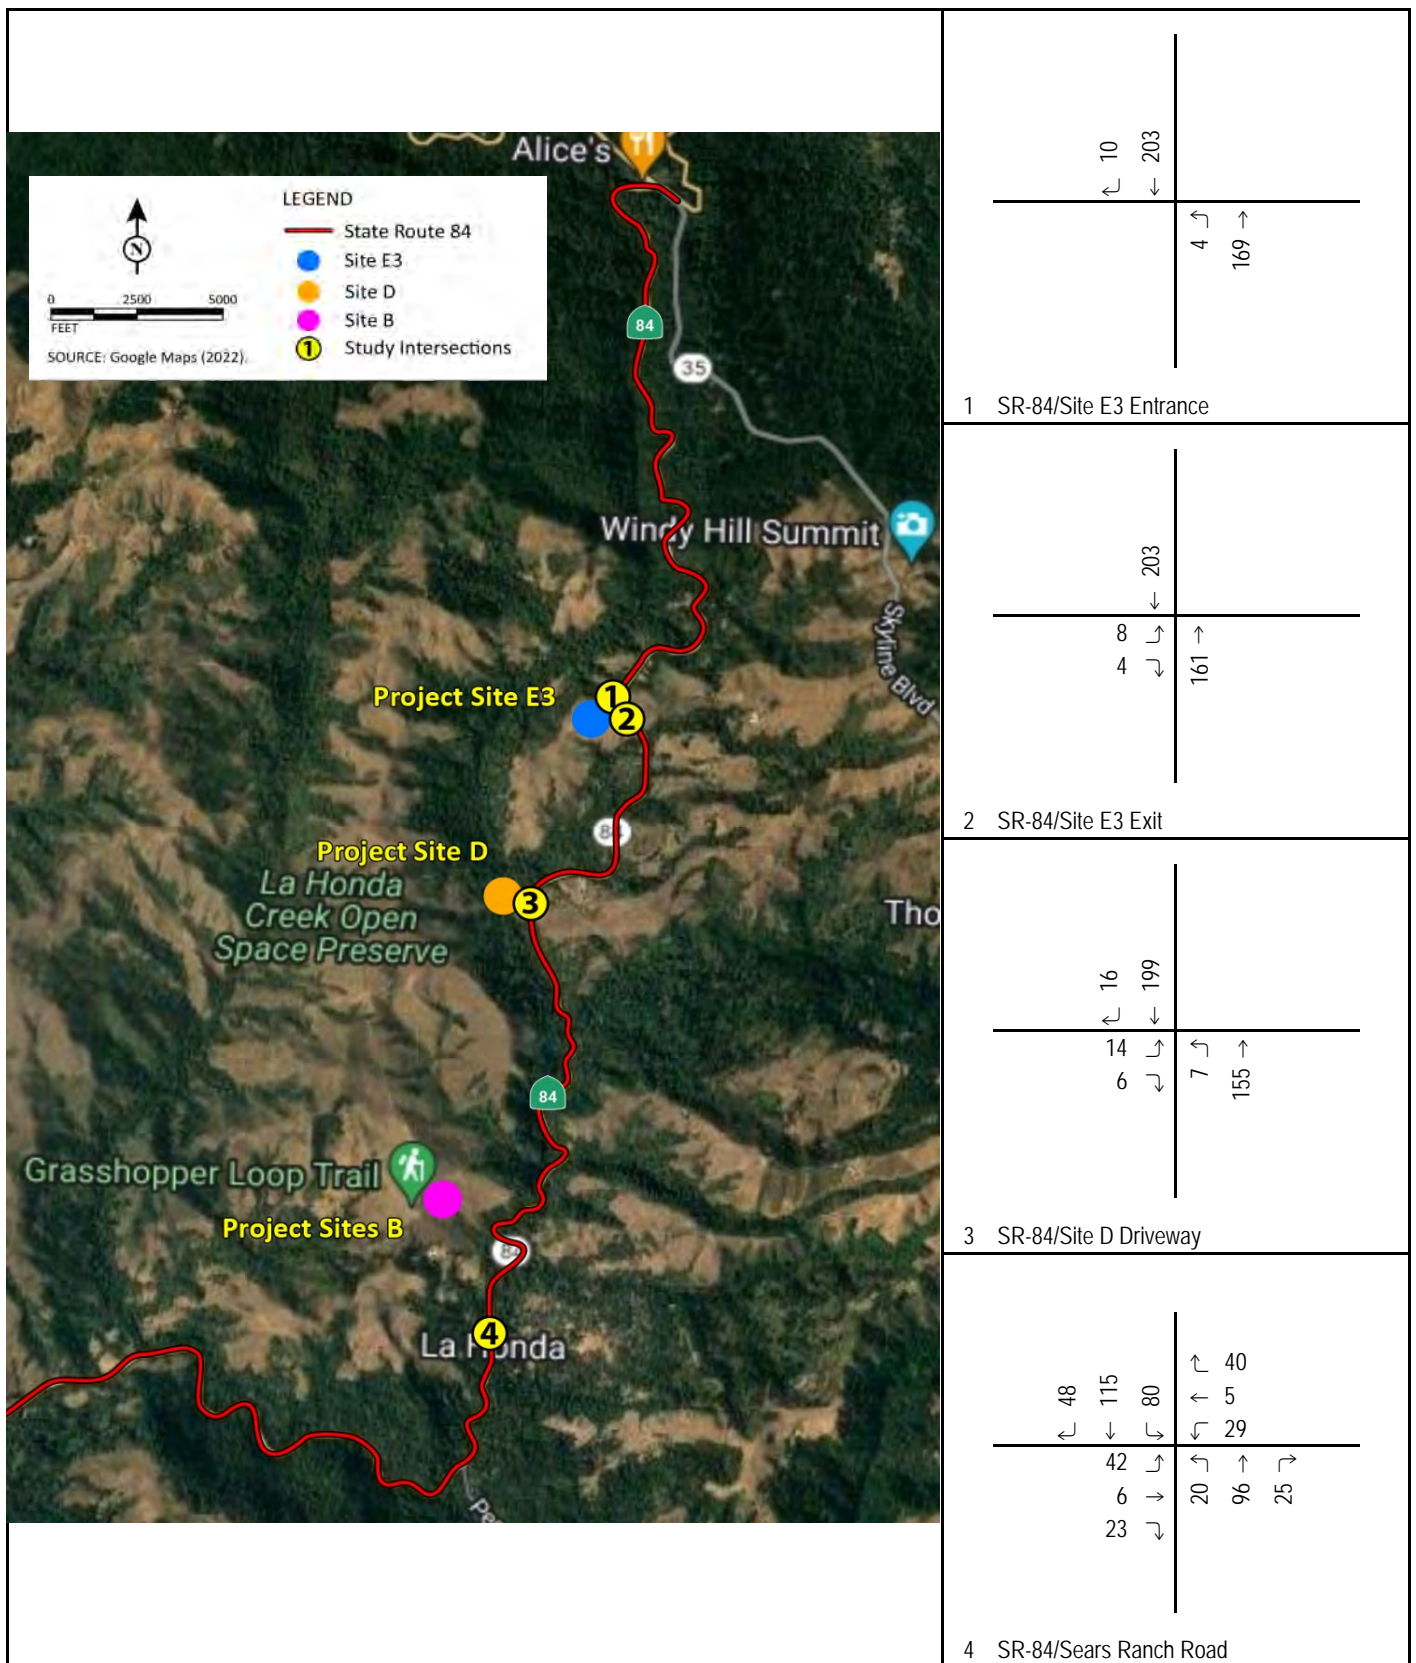 Alice's
LEGEND
State Route 84
Site E3
Site D
Site B
1 Study Intersections
N
0 2500 5000
FEET
SOURCE: Google Maps (2022).
84
35
Windy Hill Summit
Skyline Blvd
Project Site E3
1
2
84
Project Site D
La Honda
Creek Open
Space Preserve
3
Tho
84
Grasshopper Loop Trail
Project Sites B
84
4
La Honda
Pes
10 203
4 169
1 SR-84/Site E3 Entrance
203
8
4
161
2 SR-84/Site E3 Exit
16 199
14
6
7 155
3 SR-84/Site D Driveway
48 115 80
40
5
29
42
6
23
20 96 25
4 SR-84/Sears Ranch Road